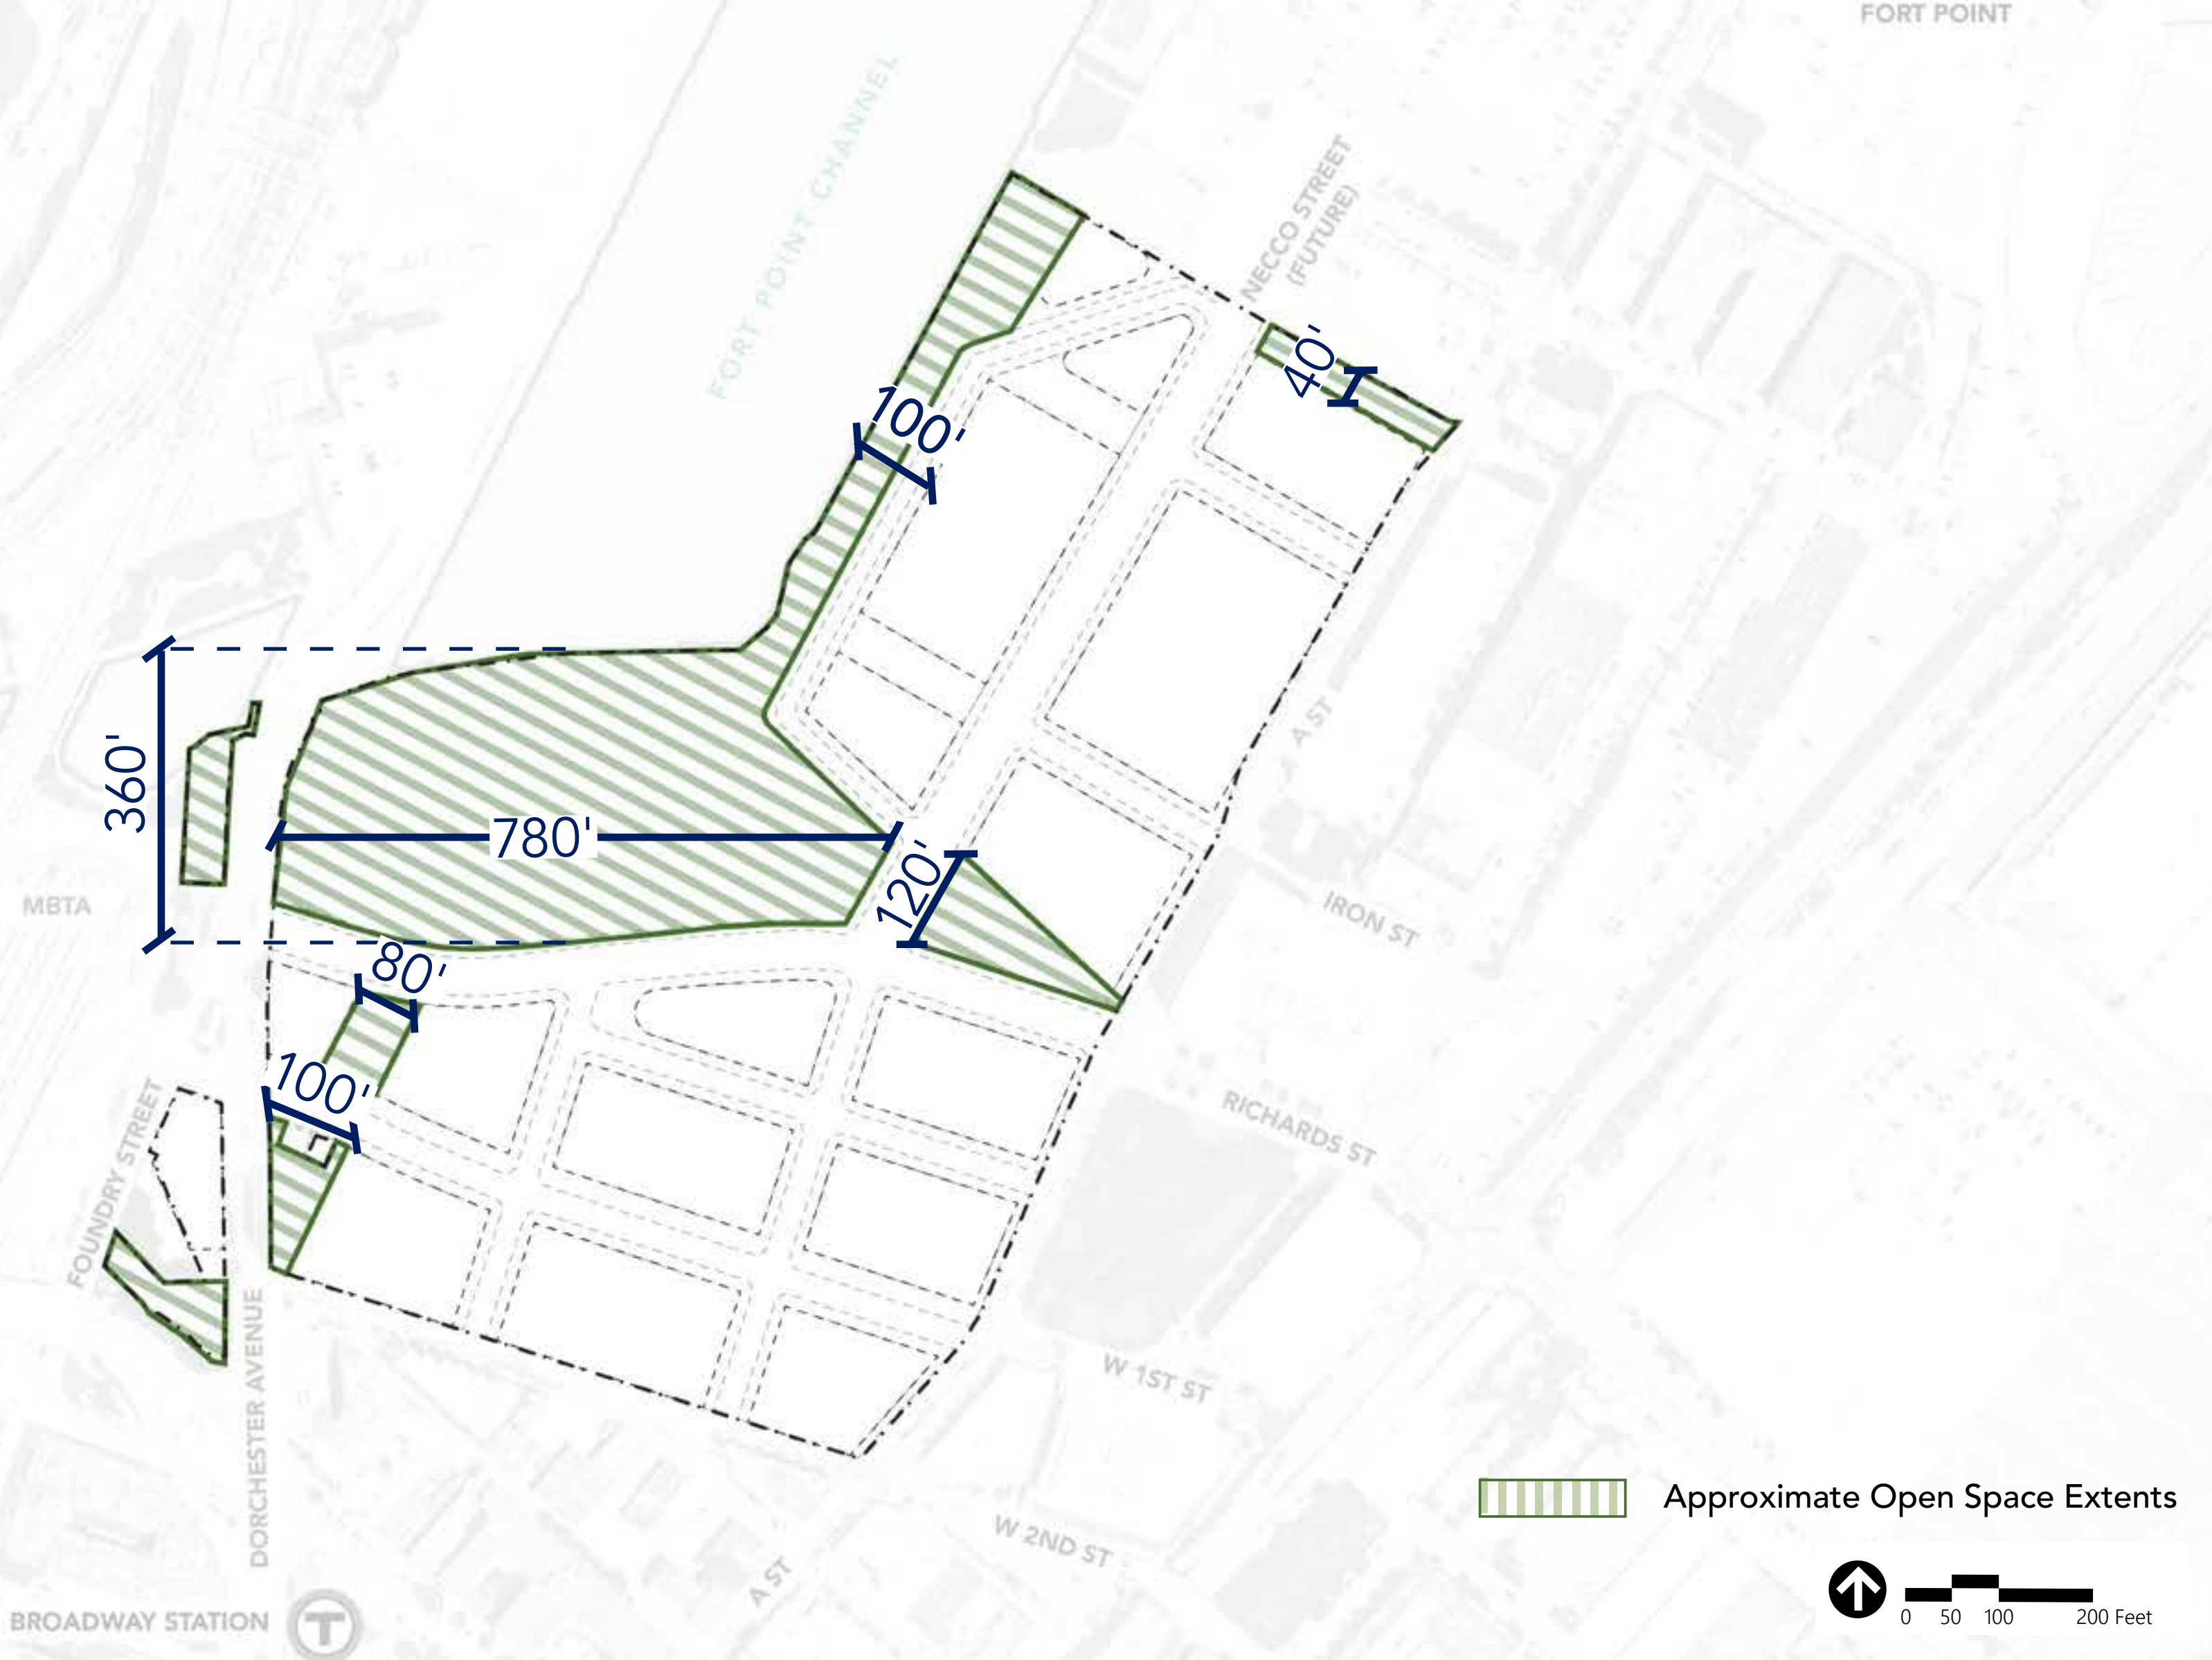 FORT POINT
FORT POINT CHANNEL
NECCO STREET
(FUTURE)
40'
100'
360'
780'
A ST
120'
MBTA
IRON ST
80'
100'
RICHARDS ST
FOUNDRY STREET
DORCHESTER AVENUE
W 1ST ST
W 2ND ST
A ST
Approximate Open Space Extents
0 50 100 200 Feet
BROADWAY STATION
T